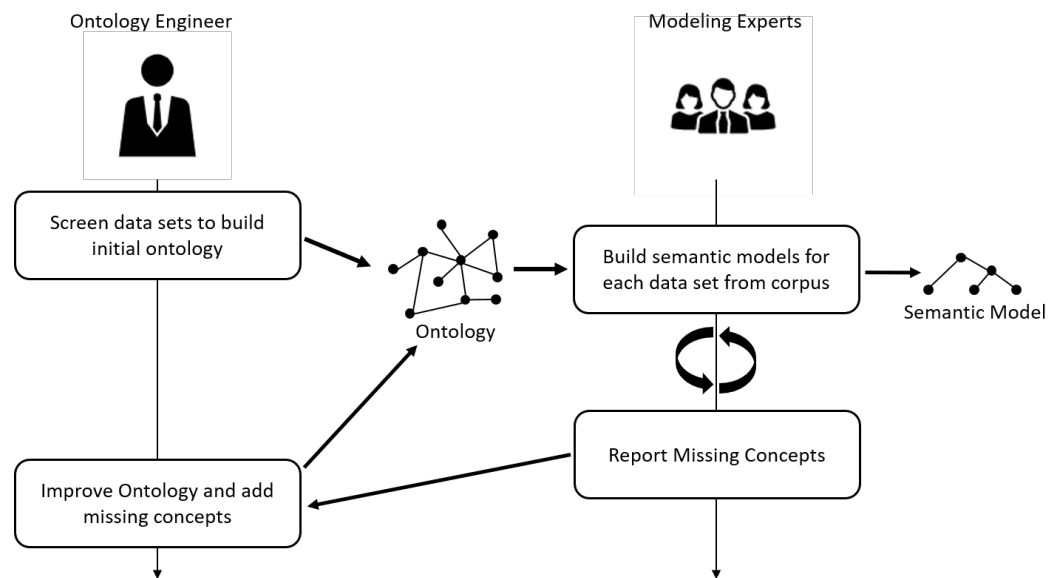 Ontology Engineer
Modeling Experts
Screen data sets to build
initial ontology
Ontology
Build semantic models for
each data set from corpus
Semantic Model
Improve Ontology and add
missing concepts
Report Missing Concepts